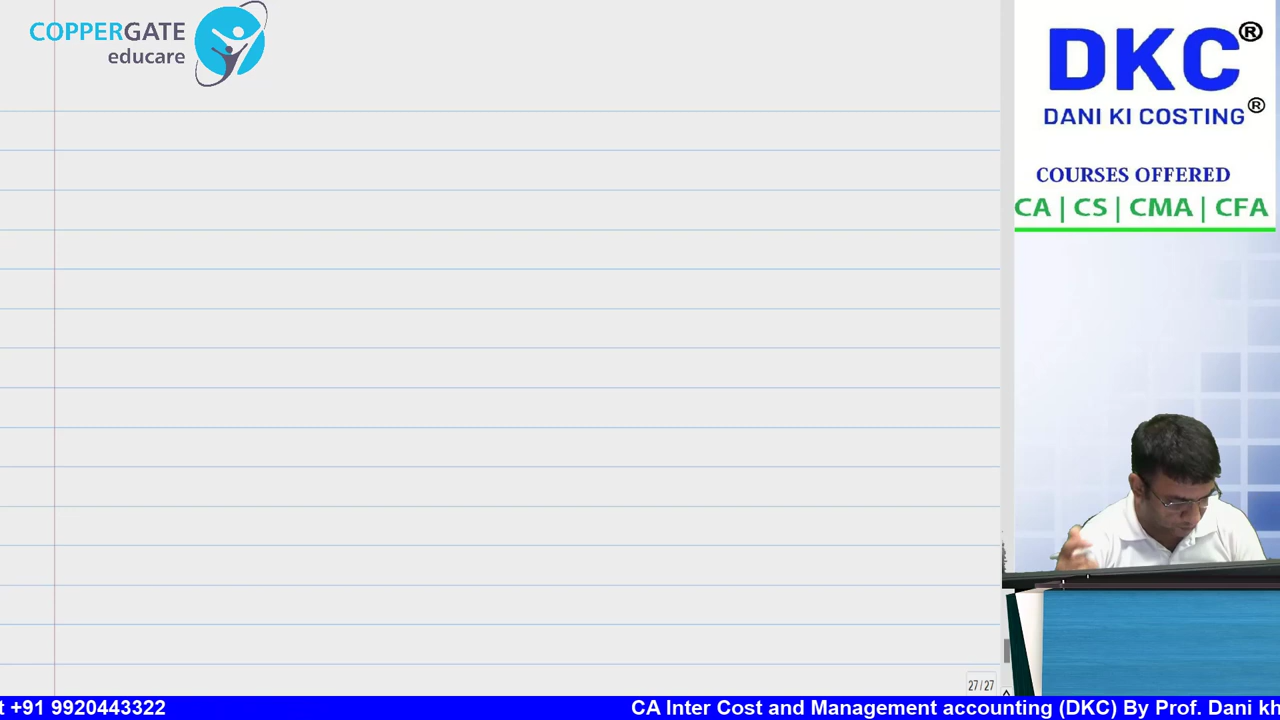 COPPERGATE
educare
DKC®
DANI KI COSTING®
COURSES OFFERED
CA | CS | CMA | CFA
27/27
t +91 9920443322
CA Inter Cost and Management accounting (DKC) By Prof. Dani kh